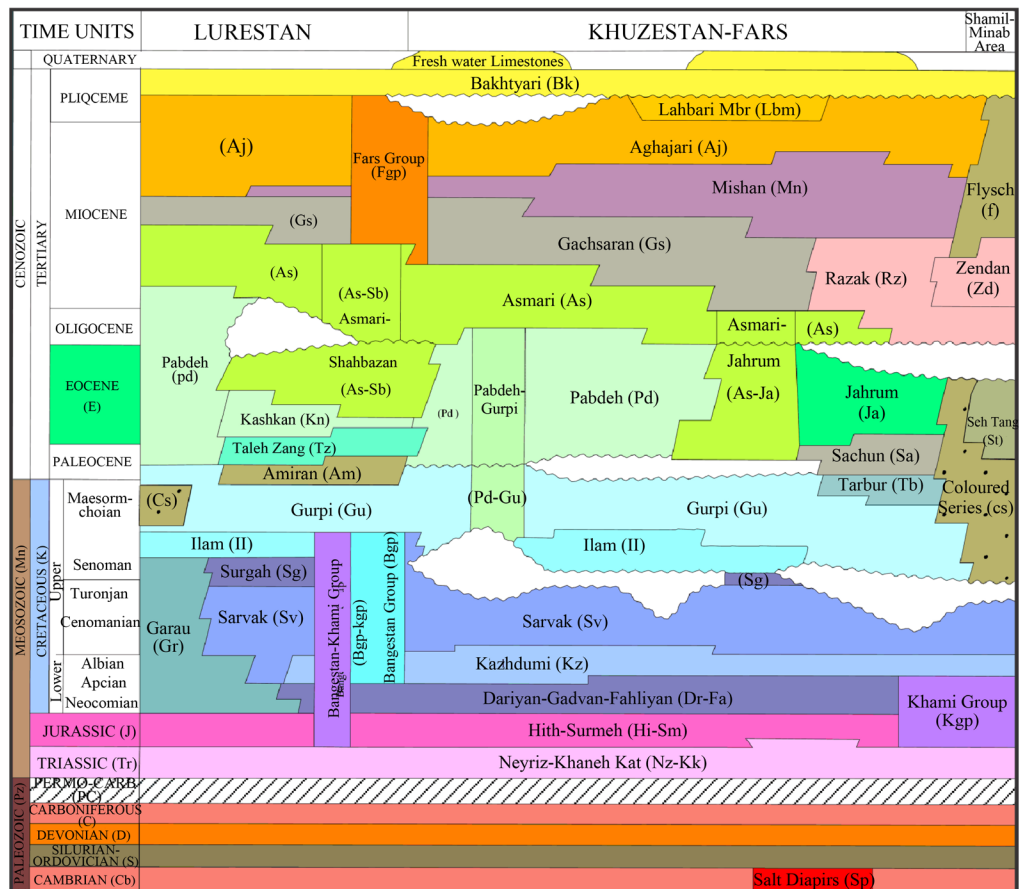 TIME UNITS
LURESTAN
KHUZESTAN-FARS
Shamil-
Minab
Area
QUATERNARY
Fresh water Limestones
Bakhtyari (Bk)
PLIQCEME
Lahbari Mbr (Lbm)
(Aj)
Fars Group
(Fgp)
Aghajari (Aj)
Mishan (Mn)
Flysch
(f)
CENOZOIC
TERTIARY
MIOCENE
(Gs)
Gachsaran (Gs)
Razak (Rz)
Zendan
(Zd)
(As)
(As-Sb)
Asmari-
Asmari (As)
Asmari-
(As)
OLIGOCENE
Pabdeh
(pd)
Shahbazan
(As-Sb)
Jahrum
(As-Ja)
EOCENE
(E)
Pabdeh-
Gurpi
Pabdeh (Pd)
Jahrum
(Ja)
Kashkan (Kn)
(Pd )
Seh Tang
(St)
Taleh Zang (Tz)
Sachun (Sa)
PALEOCENE
Amiran (Am)
Tarbur (Tb)
Coloured
Series (cs)
MEOSOZOIC (Mn)
CRETACEOUS (K)
Upper
Lower
Maesorm-
choian
(Cs)
Gurpi (Gu)
(Pd-Gu)
Gurpi (Gu)
Ilam (II)
Ilam (II)
Senoman
Surgah (Sg)
(Sg)
Bangestan-Khami Group
(Bgp-kgp)
Bangestan Group (Bgp)
Turonjan
Cenomanian
Garau
(Gr)
Sarvak (Sv)
Sarvak (Sv)
Albian
Kazhdumi (Kz)
Apcian
Neocomian
Dariyan-Gadvan-Fahliyan (Dr-Fa)
Khami Group
(Kgp)
JURASSIC (J)
Hith-Surmeh (Hi-Sm)
TRIASSIC (Tr)
Neyriz-Khaneh Kat (Nz-Kk)
PALEOZOIC (Pz)
PERMO-CARB
(PC)
CARBONIFEROUS
(C)
DEVONIAN (D)
SILURIAN-
ORDOVICIAN (S)
CAMBRIAN (Cb)
Salt Diapirs (Sp)